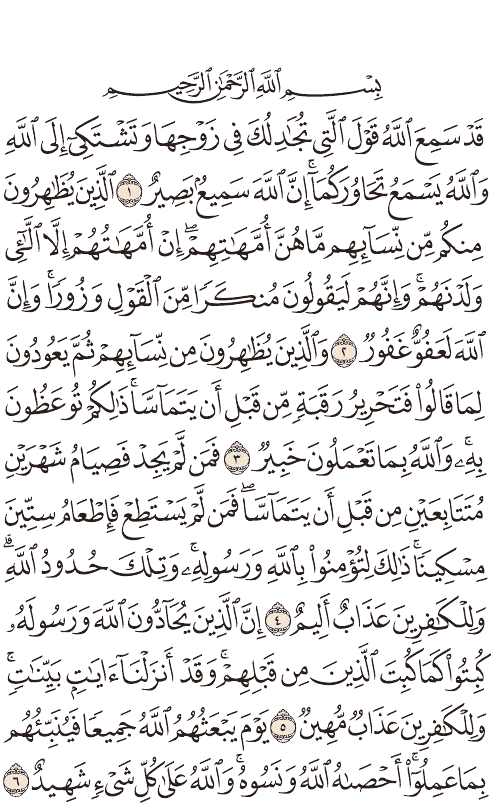 بِسْمِ ٱللَّهِ ٱلرَّحْمَٰنِ ٱلرَّحِيمِ
قَدْ سَمِعَ ٱللَّهُ قَوْلَ ٱلَّتِى تُجَٰدِلُكَ فِى زَوْجِهَا وَتَشْتَكِىٓ إِلَى ٱللَّهِ
وَٱللَّهُ يَسْمَعُ تَحَاوُرَكُمَآ ۚ إِنَّ ٱللَّهَ سَمِيعٌۢ بَصِيرٌ ١ ٱلَّذِينَ يُظَٰهِرُونَ
مِنكُم مِّن نِّسَآئِهِم مَّا هُنَّ أُمَّهَٰتِهِمْ ۖ إِنْ أُمَّهَٰتُهُمْ إِلَّا ٱلَّٰٓـِٔى
وَلَدْنَهُمْ ۚ وَإِنَّهُمْ لَيَقُولُونَ مُنكَرًا مِّنَ ٱلْقَوْلِ وَزُورًا ۚ وَإِنَّ
ٱللَّهَ لَعَفُوٌّ غَفُورٌ ٢ وَٱلَّذِينَ يُظَٰهِرُونَ مِن نِّسَآئِهِمْ ثُمَّ يَعُودُونَ
لِمَا قَالُوا۟ فَتَحْرِيرُ رَقَبَةٍ مِّن قَبْلِ أَن يَتَمَآسَّا ۚ ذَٰلِكُمْ تُوعَظُونَ
بِهِۦ ۚ وَٱللَّهُ بِمَا تَعْمَلُونَ خَبِيرٌ ٣ فَمَن لَّمْ يَجِدْ فَصِيَامُ شَهْرَيْنِ
مُتَتَابِعَيْنِ مِن قَبْلِ أَن يَتَمَآسَّا ۖ فَمَن لَّمْ يَسْتَطِعْ فَإِطْعَامُ سِتِّينَ
مِسْكِينًا ۚ ذَٰلِكَ لِتُؤْمِنُوا۟ بِٱللَّهِ وَرَسُولِهِۦ ۚ وَتِلْكَ حُدُودُ ٱللَّهِ ۗ
وَلِلْكَٰفِرِينَ عَذَابٌ أَلِيمٌ ٤ إِنَّ ٱلَّذِينَ يُحَآدُّونَ ٱللَّهَ وَرَسُولَهُۥ
كُبِتُوا۟ كَمَا كُبِتَ ٱلَّذِينَ مِن قَبْلِهِمْ ۚ وَقَدْ أَنزَلْنَآ ءَايَٰتٍۭ بَيِّنَٰتٍ ۚ
وَلِلْكَٰفِرِينَ عَذَابٌ مُّهِينٌ ٥ يَوْمَ يَبْعَثُهُمُ ٱللَّهُ جَمِيعًا فَيُنَبِّئُهُم
بِمَا عَمِلُوٓا۟ ۚ أَحْصَىٰهُ ٱللَّهُ وَنَسُوهُ ۚ وَٱللَّهُ عَلَىٰ كُلِّ شَىْءٍ شَهِيدٌ ٦